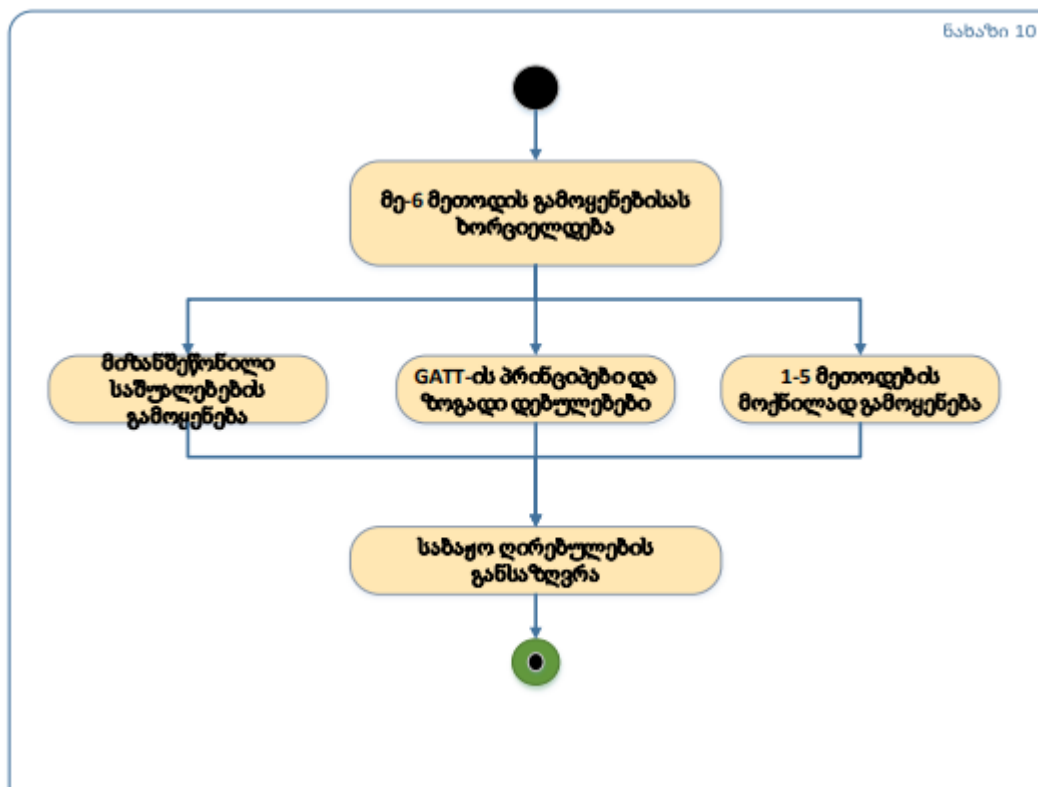 ნახაზი 10
მე-6 მეთოდის გამოყენებისას
ხორციელდება
მიზანშეწონილი
საშუალებების
გამოყენება
GATT-ის პრინციპები და
ზოგადი დებულებები
1-5 მეთოდების
მოქნილად გამოყენება
საბაჟო ღირებულების
განსაზღვრა